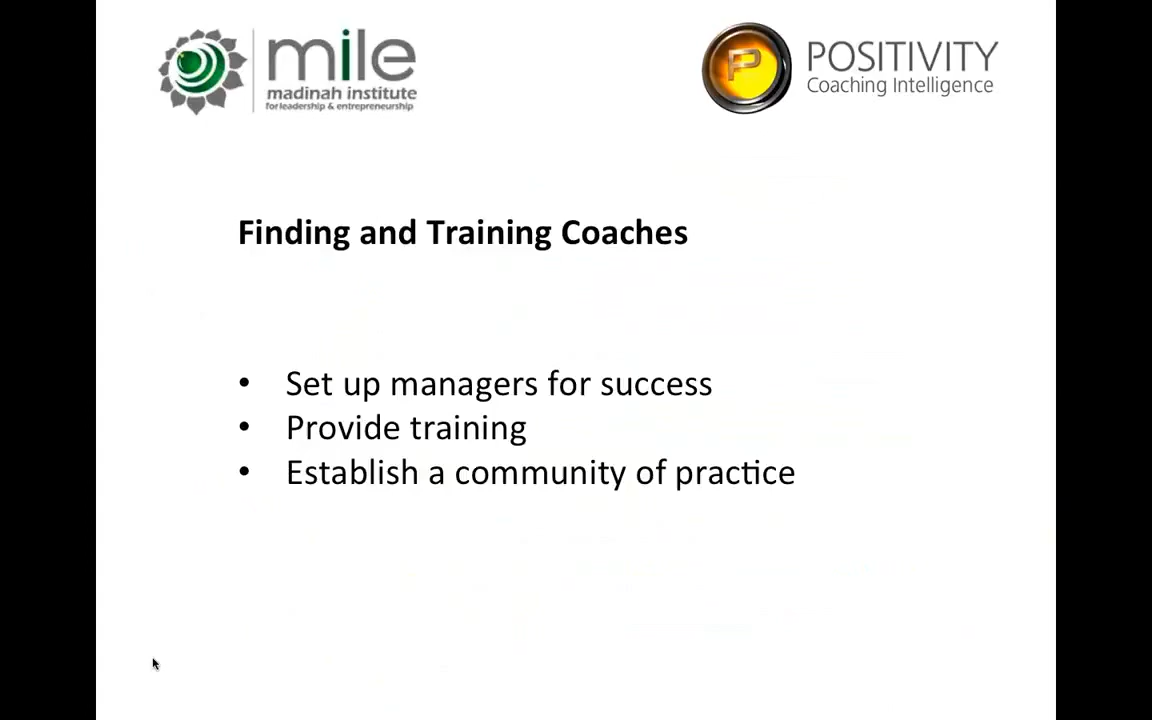 mile
madinah institute
for leadership & entrepreneurship
P
POSITIVITY
Coaching Intelligence
Finding and Training Coaches
• Set up managers for success
• Provide training
• Establish a community of practice